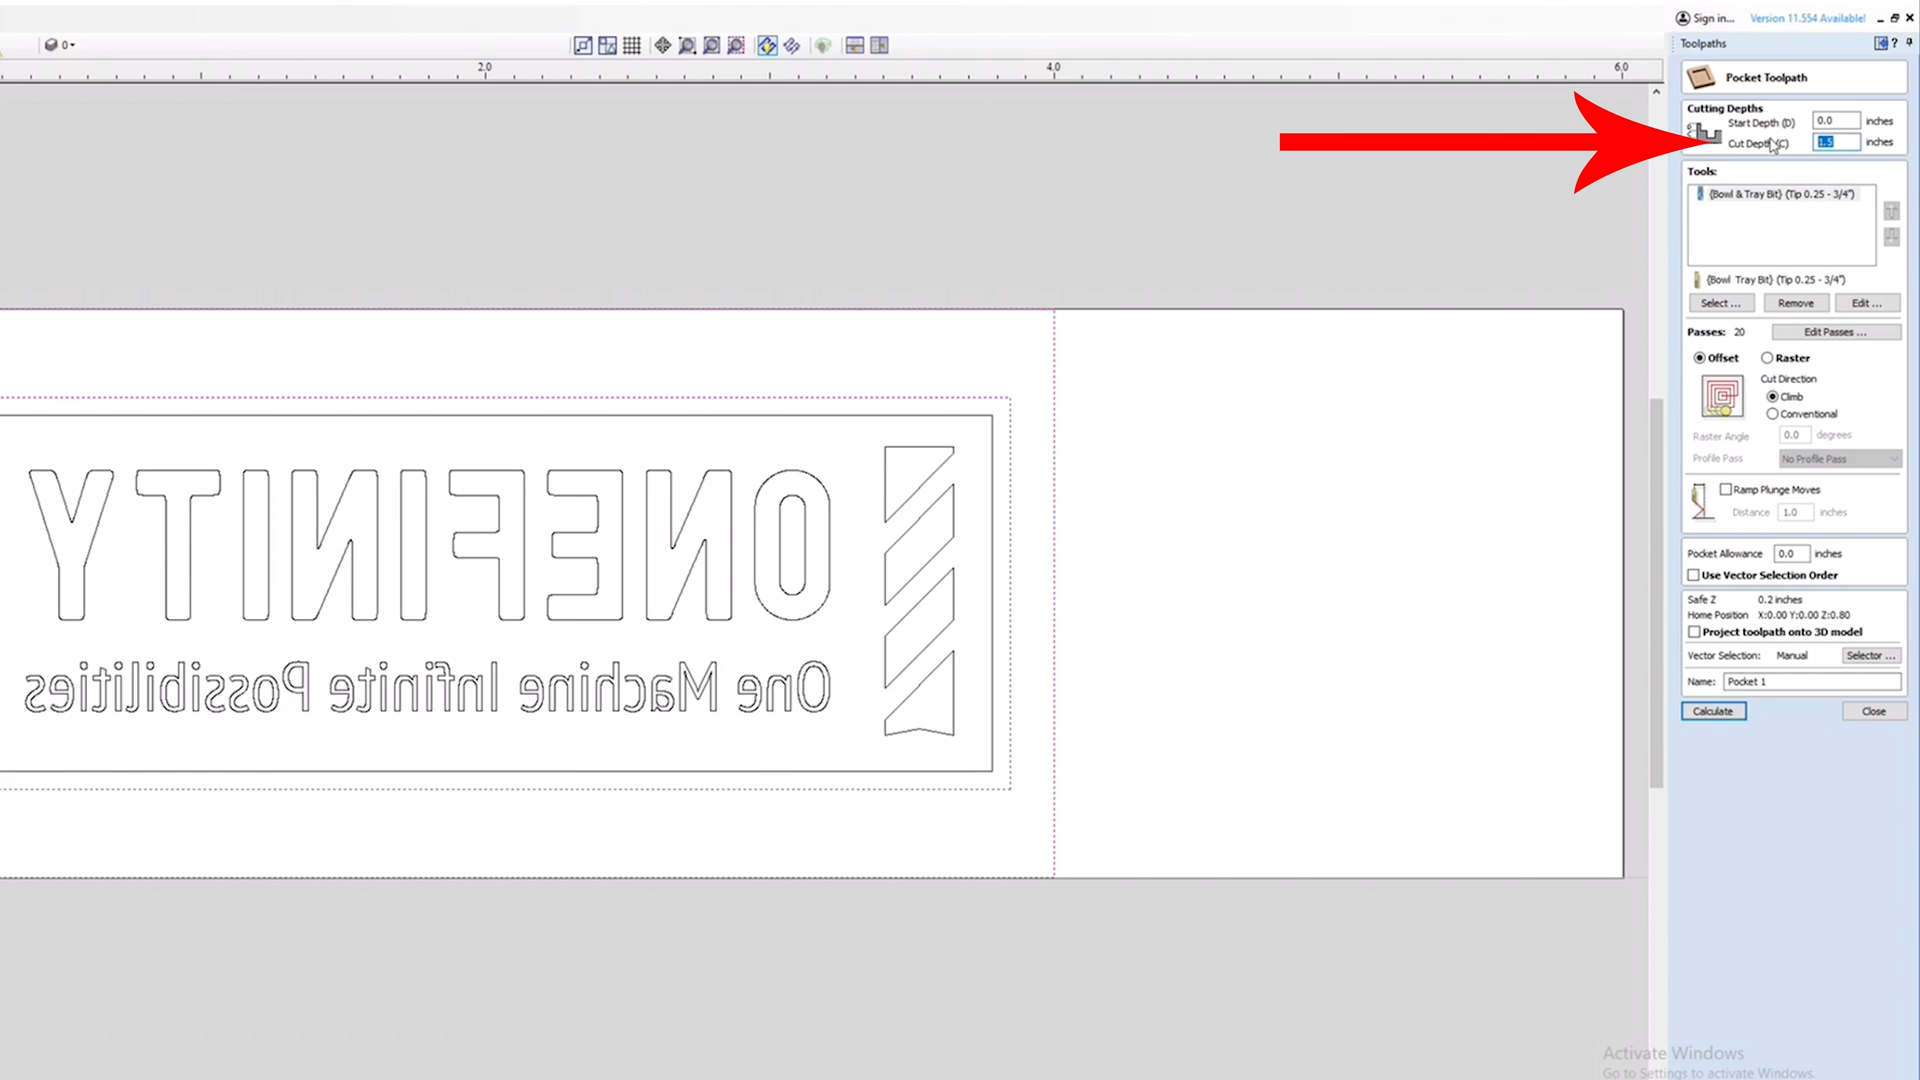 Sign in...
Version 11.554 Available!
0
Toolpaths
2.0
4.0
6.0
Pocket Toolpath
Cutting Depths
Start Depth (D) 0.0 inches
Cut Depth (C) 1.5 inches
Tools:
{Bowl & Tray Bit} (Tip 0.25 - 3/4")
{Bowl Tray Bit} (Tip 0.25 - 3/4")
Select ...
Remove
Edit ...
Passes: 20
Edit Passes ...
Offset
Raster
Cut Direction
Climb
Conventional
Raster Angle 0.0 degrees
Profile Pass No Profile Pass
Ramp Plunge Moves
Distance 1.0 inches
Pocket Allowance 0.0 inches
Use Vector Selection Order
Safe Z 0.2 inches
Home Position X:0.00 Y:0.00 Z:0.80
Project toolpath onto 3D model
Vector Selection: Manual Selector ...
Name: Pocket 1
Calculate
Close
ONEFINITY
One Machine Infinite Possibilities
Activate Windows
Go to Settings to activate Windows.